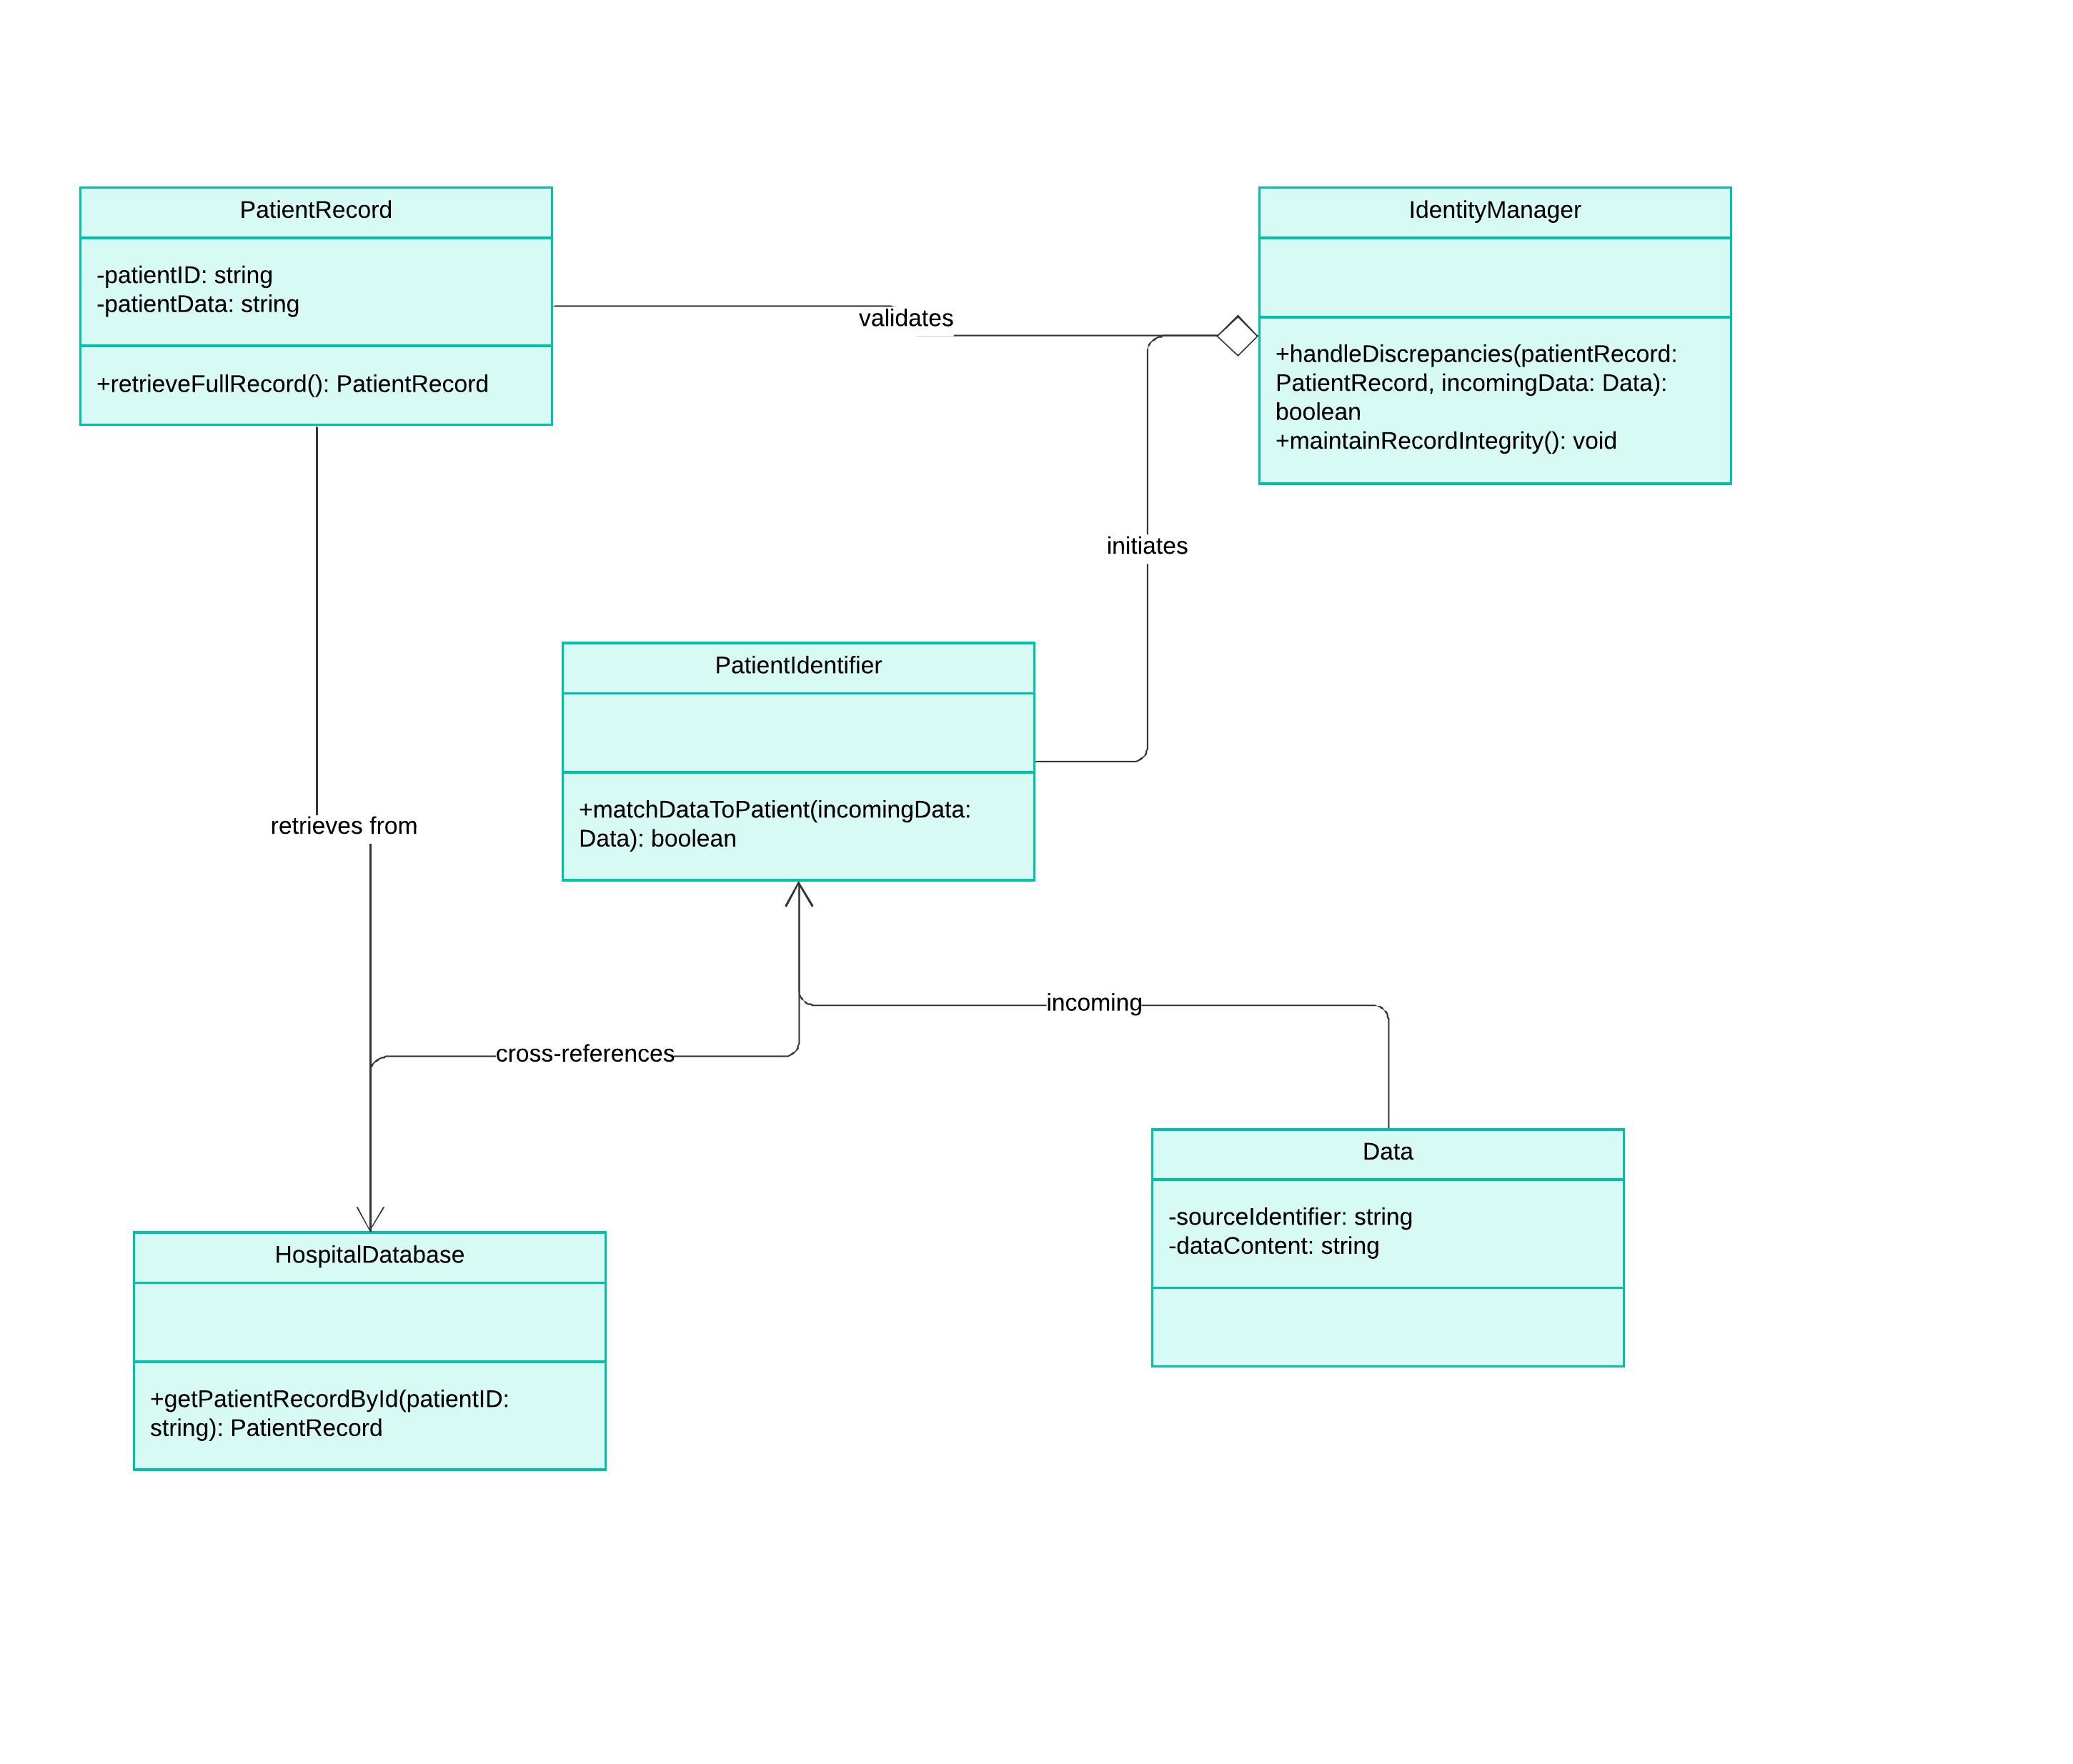 PatientRecord
-patientID: string
-patientData: string
+retrieveFullRecord(): PatientRecord
validates
IdentityManager
+handleDiscrepancies(patientRecord:
PatientRecord, incomingData: Data):
boolean
+maintainRecordIntegrity(): void
initiates
PatientIdentifier
+matchDataToPatient(incomingData:
Data): boolean
retrieves from
incoming
cross-references
Data
-sourceIdentifier: string
-dataContent: string
HospitalDatabase
+getPatientRecordById(patientID:
string): PatientRecord